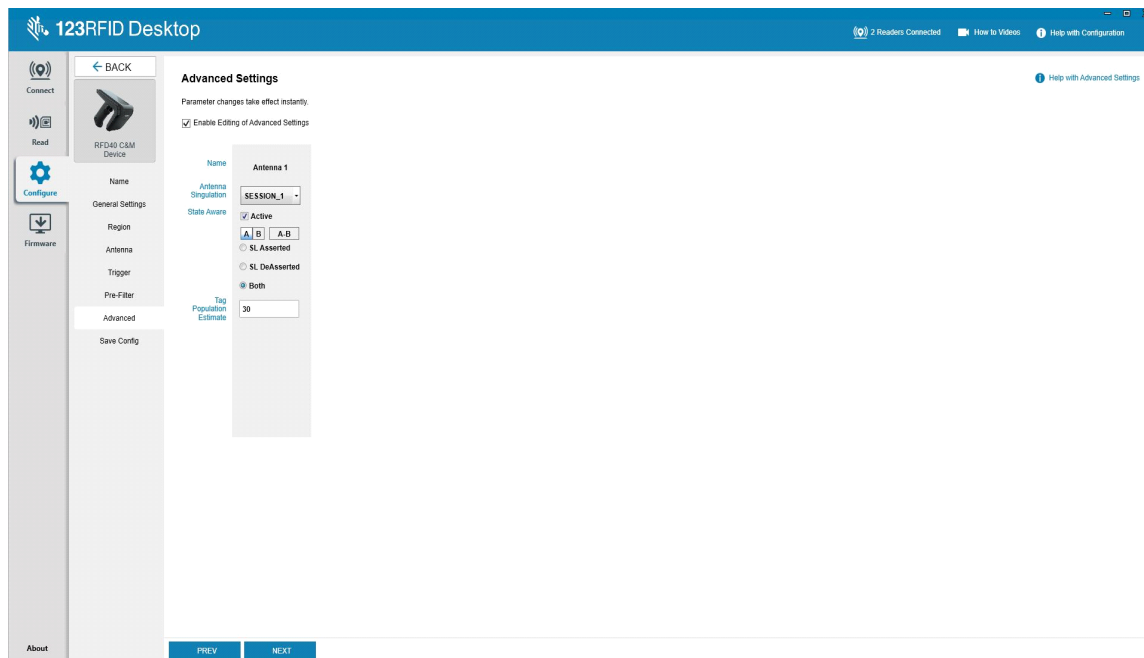 123RFID Desktop
2 Readers Connected
How to Videos
Help with Configuration
Connect
Read
Configure
Firmware
About
BACK
RFD40 C&M
Device
Name
General Settings
Region
Antenna
Trigger
Pre-Filter
Advanced
Save Config
Advanced Settings
Help with Advanced Settings
Parameter changes take effect instantly.
Enable Editing of Advanced Settings
Name
Antenna 1
Antenna
Singulation
SESSION_1
State Aware
Active
A B A-B
SL Asserted
SL DeAsserted
Both
Tag
Population
Estimate
30
PREV
NEXT